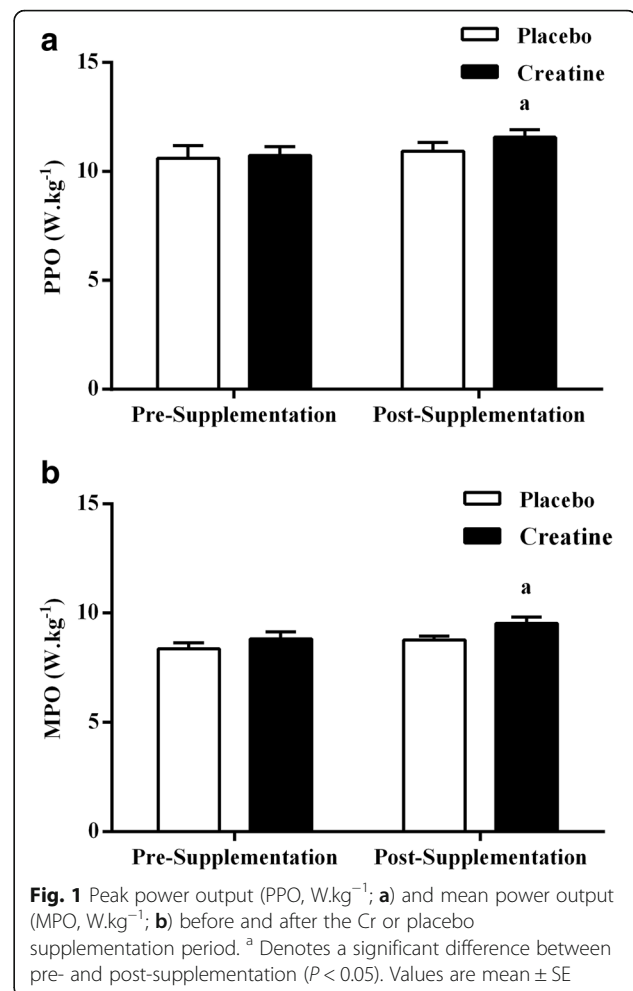 a
Placebo
Creatine
a
15
10
5
0
PPO (W.kg⁻¹)
Pre-Supplementation Post-Supplementation
b
Placebo
Creatine
a
15
10
5
0
MPO (W.kg⁻¹)
Pre-Supplementation Post-Supplementation
Fig. 1 Peak power output (PPO, W.kg⁻¹; a) and mean power output
(MPO, W.kg⁻¹; b) before and after the Cr or placebo
supplementation period. ᵃ Denotes a significant difference between
pre- and post-supplementation (P < 0.05). Values are mean ± SE